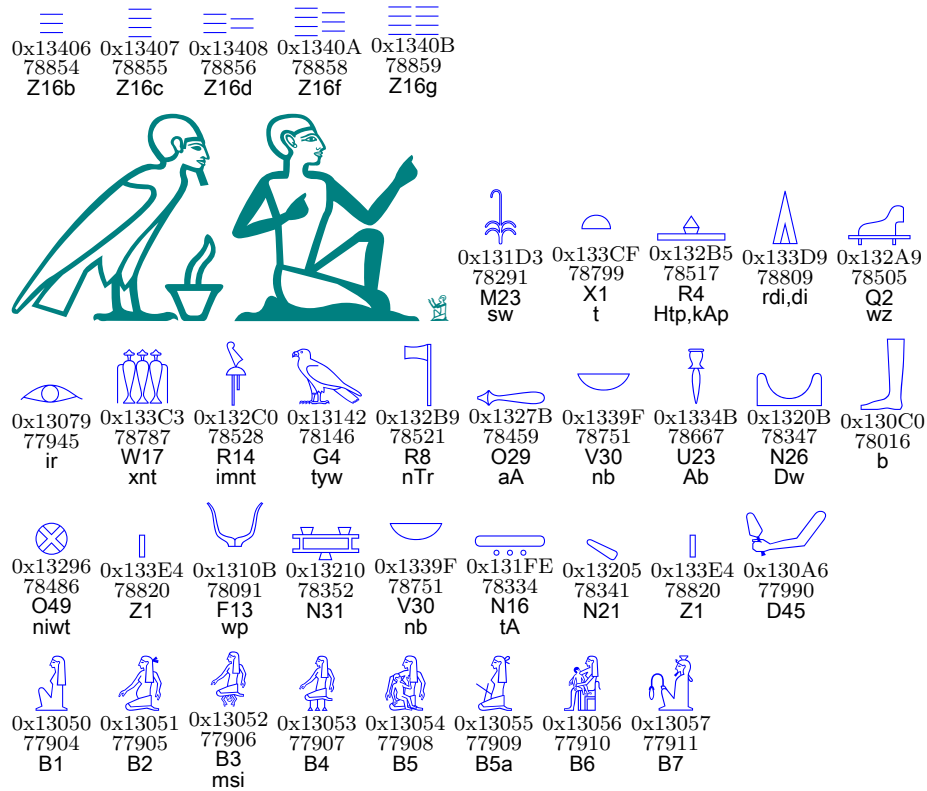 0x13406 0x13407 0x13408 0x1340A 0x1340B
78854 78855 78856 78858 78859
Z16b Z16c Z16d Z16f Z16g
0x131D3 0x133CF 0x132B5 0x133D9 0x132A9
78291 78799 78517 78809 78505
M23 X1 R4 rdi,di Q2
sw t Htp,kAp wz
0x13079 0x133C3 0x132C0 0x13142 0x132B9 0x1327B 0x1339F 0x1334B 0x1320B 0x130C0
77945 78787 78528 78146 78521 78459 78751 78667 78347 78016
ir W17 R14 G4 R8 O29 V30 U23 N26 b
xnt imnt tyw nTr aA nb Ab Dw
0x13296 0x133E4 0x1310B 0x13210 0x1339F 0x131FE 0x13205 0x133E4 0x130A6
78486 78820 78091 78352 78751 78334 78341 78820 77990
O49 Z1 F13 N31 V30 N16 N21 Z1 D45
niwt wp nb tA
0x13050 0x13051 0x13052 0x13053 0x13054 0x13055 0x13056 0x13057
77904 77905 77906 77907 77908 77909 77910 77911
B1 B2 B3 B4 B5 B5a B6 B7
msi